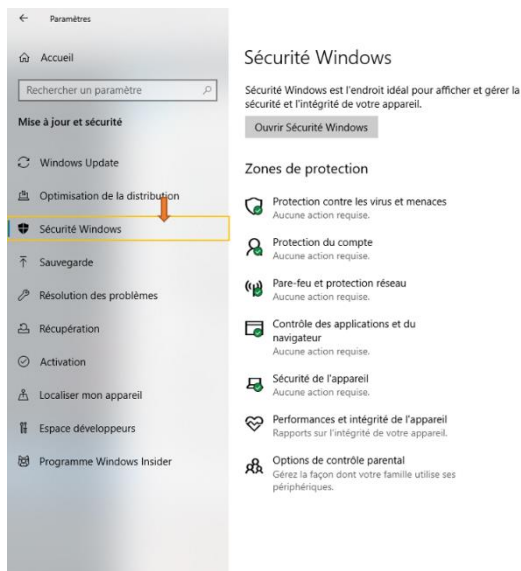 Paramètres
Accueil
Rechercher un paramètre
Mise à jour et sécurité
Windows Update
Optimisation de la distribution
Sécurité Windows
Sauvegarde
Résolution des problèmes
Récupération
Activation
Localiser mon appareil
Espace développeurs
Programme Windows Insider
Sécurité Windows
Sécurité Windows est l'endroit idéal pour afficher et gérer la
sécurité et l'intégrité de votre appareil.
Ouvrir Sécurité Windows
Zones de protection
Protection contre les virus et menaces
Aucune action requise.
Protection du compte
Aucune action requise.
Pare-feu et protection réseau
Aucune action requise.
Contrôle des applications et du
navigateur
Aucune action requise.
Sécurité de l'appareil
Aucune action requise.
Performances et intégrité de l'appareil
Rapports sur l'intégrité de votre appareil.
Options de contrôle parental
Gérez la façon dont votre famille utilise ses
périphériques.